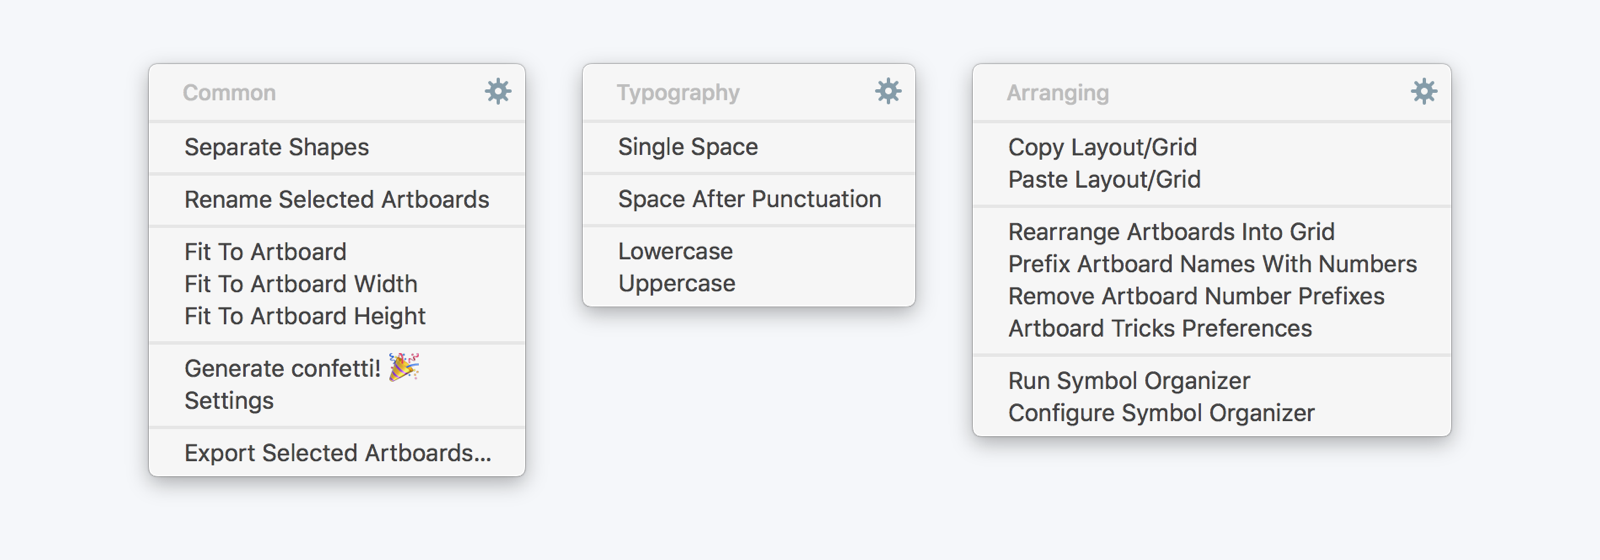 Common
Separate Shapes
Rename Selected Artboards
Fit To Artboard
Fit To Artboard Width
Fit To Artboard Height
Generate confetti! 🎉
Settings
Export Selected Artboards...
Typography
Single Space
Space After Punctuation
Lowercase
Uppercase
Arranging
Copy Layout/Grid
Paste Layout/Grid
Rearrange Artboards Into Grid
Prefix Artboard Names With Numbers
Remove Artboard Number Prefixes
Artboard Tricks Preferences
Run Symbol Organizer
Configure Symbol Organizer